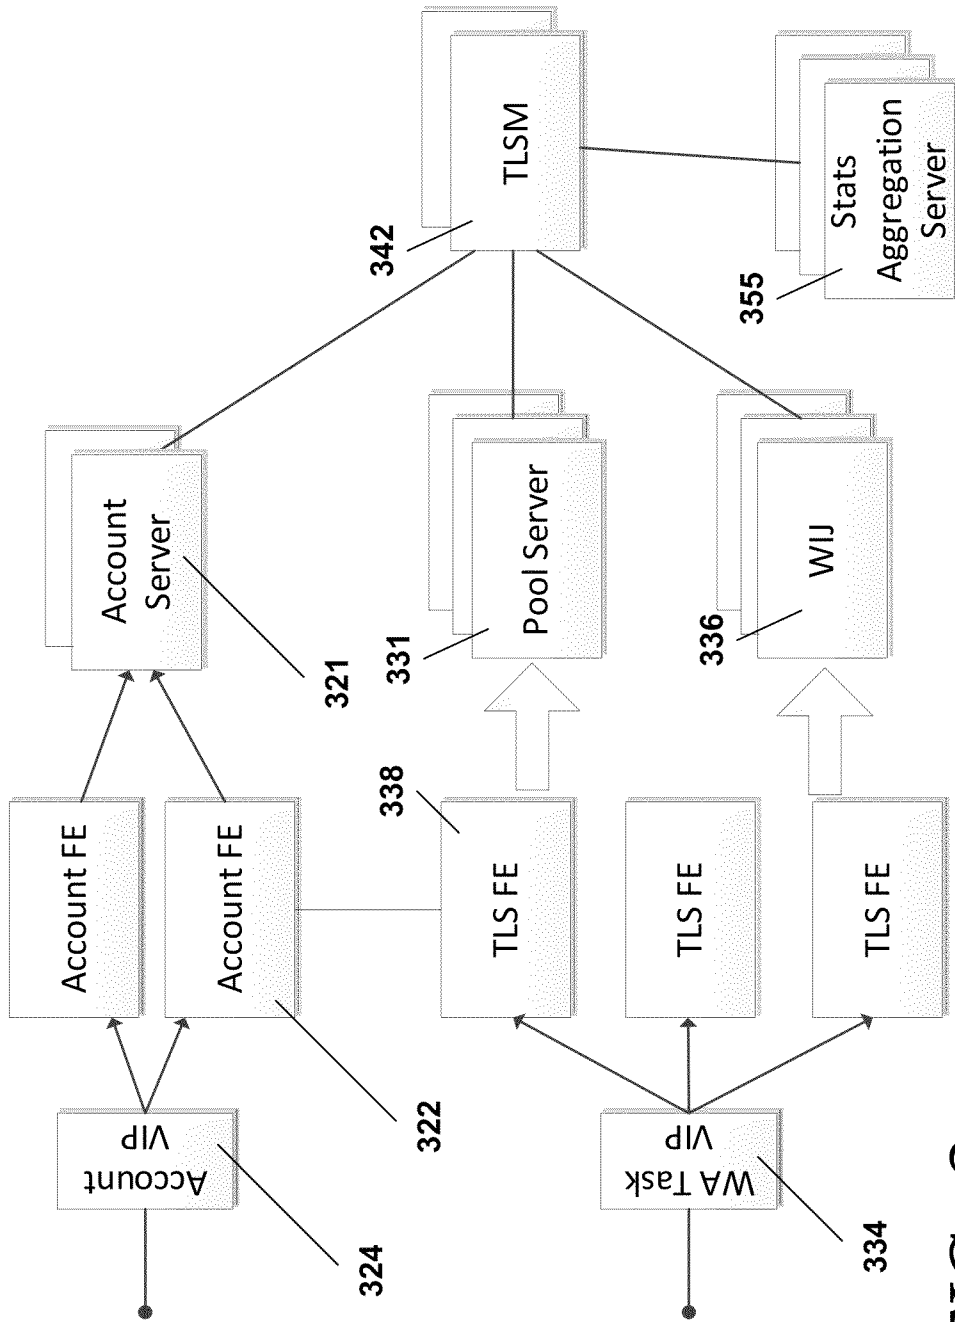 Account
VIP
324
Account FE
Account FE
322
Account
Server
321
WA Task
VIP
334
TLS FE
338
TLS FE
TLS FE
Pool Server
331
WIJ
336
TLSM
342
Stats
Aggregation
Server
355